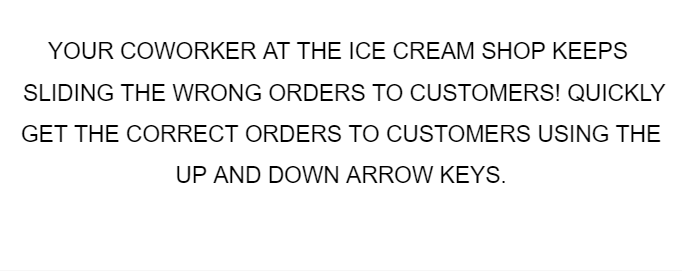 YOUR COWORKER AT THE ICE CREAM SHOP KEEPS
SLIDING THE WRONG ORDERS TO CUSTOMERS! QUICKLY
GET THE CORRECT ORDERS TO CUSTOMERS USING THE
UP AND DOWN ARROW KEYS.